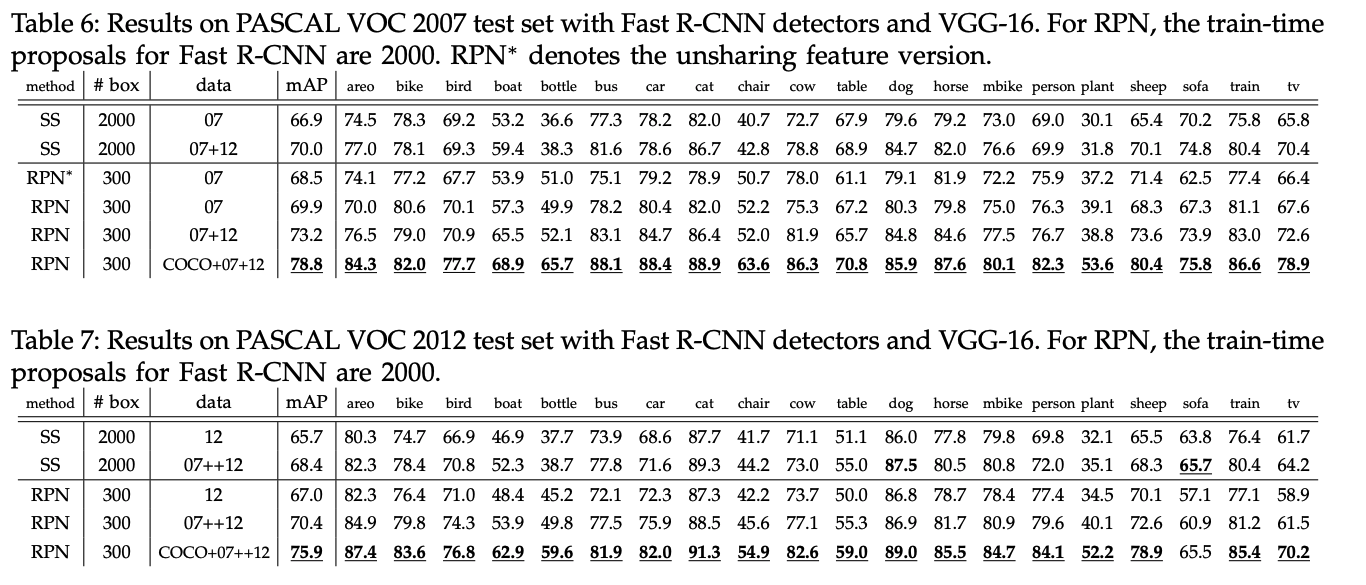 Table 6: Results on PASCAL VOC 2007 test set with Fast R-CNN detectors and VGG-16. For RPN, the train-time
proposals for Fast R-CNN are 2000. RPN* denotes the unsharing feature version.
method # box data mAP areo bike bird boat bottle bus car cat chair cow table dog horse mbike person plant sheep sofa train tv
SS 2000 07 66.9 74.5 78.3 69.2 53.2 36.6 77.3 78.2 82.0 40.7 72.7 67.9 79.6 79.2 73.0 69.0 30.1 65.4 70.2 75.8 65.8
SS 2000 07+12 70.0 77.0 78.1 69.3 59.4 38.3 81.6 78.6 86.7 42.8 78.8 68.9 84.7 82.0 76.6 69.9 31.8 70.1 74.8 80.4 70.4
RPN* 300 07 68.5 74.1 77.2 67.7 53.9 51.0 75.1 79.2 78.9 50.7 78.0 61.1 79.1 81.9 72.2 75.9 37.2 71.4 62.5 77.4 66.4
RPN 300 07 69.9 70.0 80.6 70.1 57.3 49.9 78.2 80.4 82.0 52.2 75.3 67.2 80.3 79.8 75.0 76.3 39.1 68.3 67.3 81.1 67.6
RPN 300 07+12 73.2 76.5 79.0 70.9 65.5 52.1 83.1 84.7 86.4 52.0 81.9 65.7 84.8 84.6 77.5 76.7 38.8 73.6 73.9 83.0 72.6
RPN 300 COCO+07+12 78.8 84.3 82.0 77.7 68.9 65.7 88.1 88.4 88.9 63.6 86.3 70.8 85.9 87.6 80.1 82.3 53.6 80.4 75.8 86.6 78.9
Table 7: Results on PASCAL VOC 2012 test set with Fast R-CNN detectors and VGG-16. For RPN, the train-time
proposals for Fast R-CNN are 2000.
method # box data mAP areo bike bird boat bottle bus car cat chair cow table dog horse mbike person plant sheep sofa train tv
SS 2000 12 65.7 80.3 74.7 66.9 46.9 37.7 73.9 68.6 87.7 41.7 71.1 51.1 86.0 77.8 79.8 69.8 32.1 65.5 63.8 76.4 61.7
SS 2000 07++12 68.4 82.3 78.4 70.8 52.3 38.7 77.8 71.6 89.3 44.2 73.0 55.0 87.5 80.5 80.8 72.0 35.1 68.3 65.7 80.4 64.2
RPN 300 12 67.0 82.3 76.4 71.0 48.4 45.2 72.1 72.3 87.3 42.2 73.7 50.0 86.8 78.7 78.4 77.4 34.5 70.1 57.1 77.1 58.9
RPN 300 07++12 70.4 84.9 79.8 74.3 53.9 49.8 77.5 75.9 88.5 45.6 77.1 55.3 86.9 81.7 80.9 79.6 40.1 72.6 60.9 81.2 61.5
RPN 300 COCO+07++12 75.9 87.4 83.6 76.8 62.9 59.6 81.9 82.0 91.3 54.9 82.6 59.0 89.0 85.5 84.7 84.1 52.2 78.9 65.5 85.4 70.2